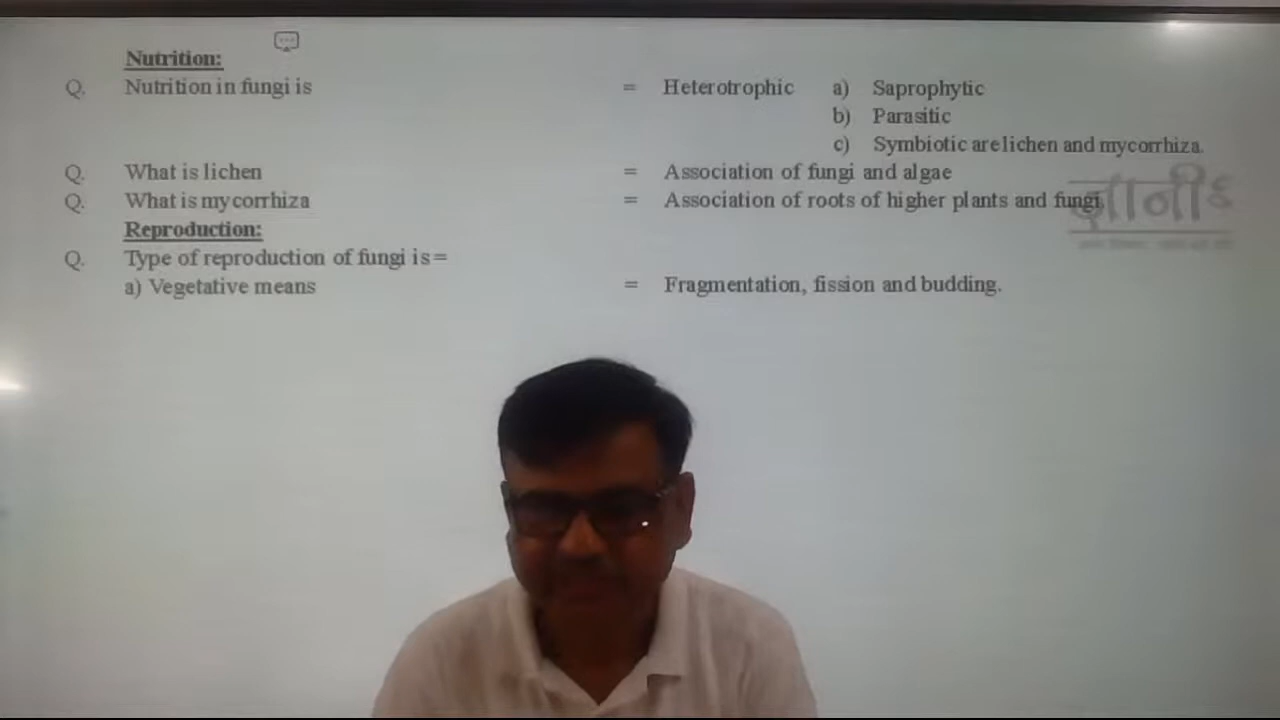 Nutrition:
Q. Nutrition in fungi is = Heterotrophic a) Saprophytic
b) Parasitic
c) Symbiotic are lichen and mycorrhiza.
Q. What is lichen = Association of fungi and algae
Q. What is mycorrhiza = Association of roots of higher plants and fungi.
Reproduction:
Q. Type of reproduction of fungi is=
a) Vegetative means = Fragmentation, fission and budding.